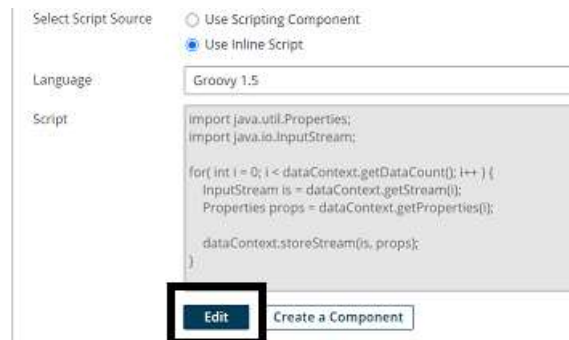 Select Script Source
Use Scripting Component
Use Inline Script
Language
Groovy 1.5
Script
import java.util.Properties;
import java.io.InputStream;
for( int i = 0; i < dataContext.getDataCount(); i++ ) {
InputStream is = dataContext.getStream(i);
Properties props = dataContext.getProperties(i);
dataContext.storeStream(is, props);
}
Edit
Create a Component